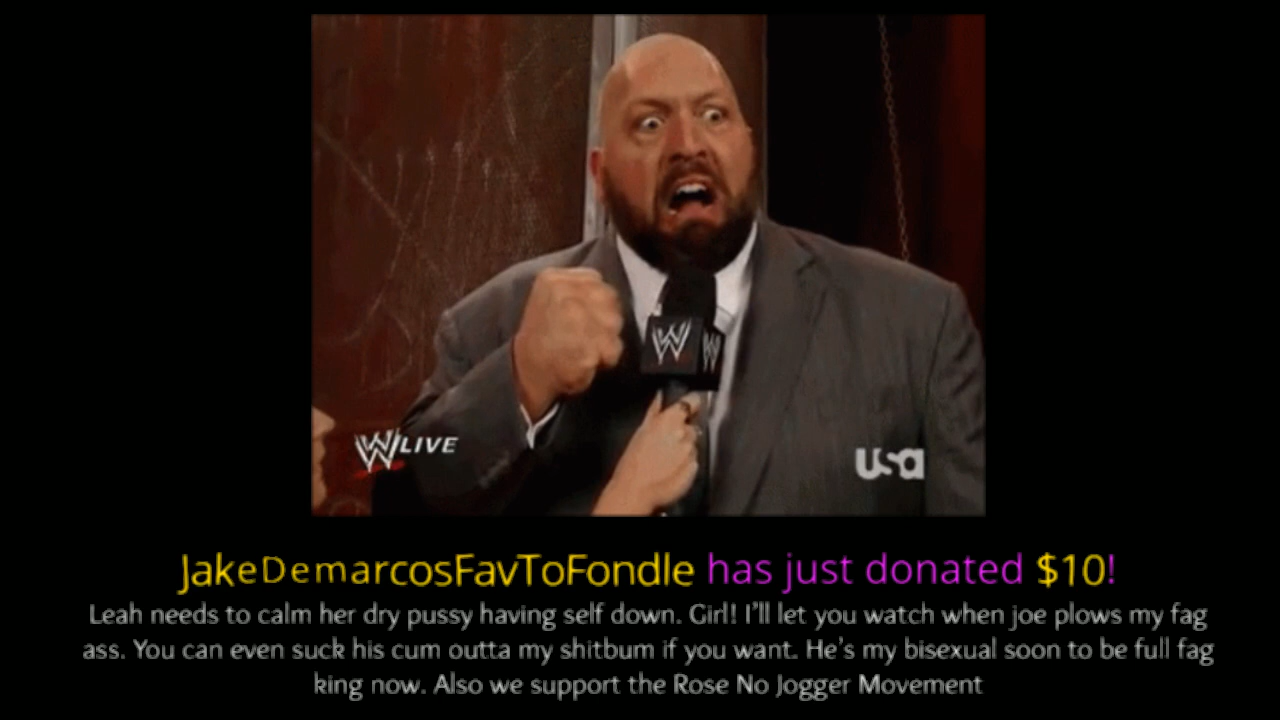 W W
W LIVE
usa
JakeDemarcosFavToFondle has just donated $10!
Leah needs to calm her dry pussy having self down. Girl! I'll let you watch when joe plows my fag
ass. You can even suck his cum outta my shitbum if you want. He's my bisexual soon to be full fag
king now. Also we support the Rose No Jogger Movement